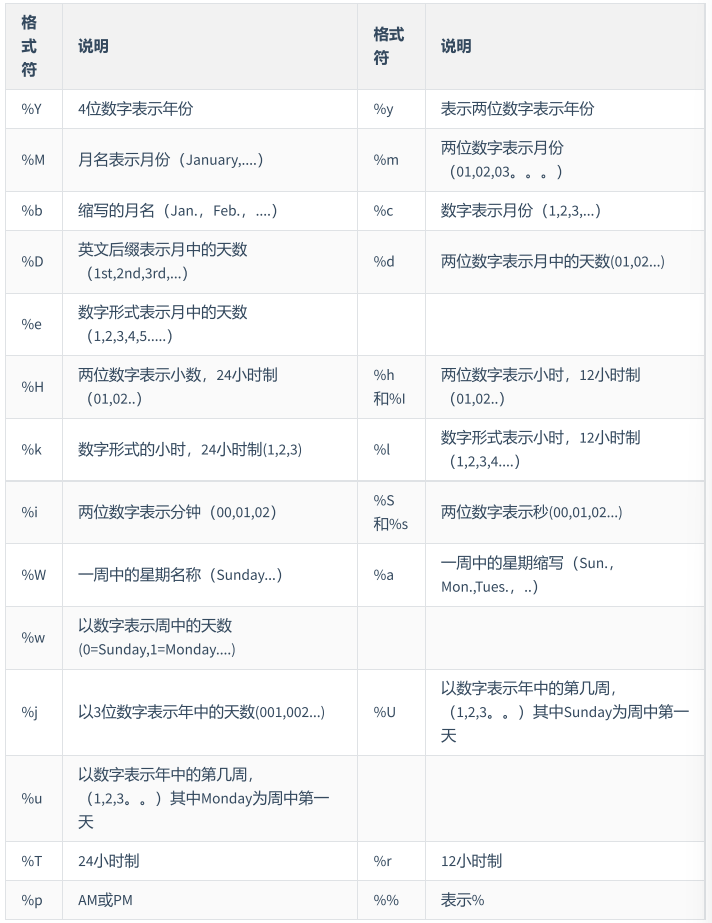 格式符 说明 格式符 说明
%Y 4位数字表示年份 %y 表示两位数字表示年份
%M 月名表示月份（January,....） %m 两位数字表示月份
（01,02,03。。。）
%b 缩写的月名（Jan.，Feb.，....） %c 数字表示月份（1,2,3,...）
%D 英文后缀表示月中的天数
（1st,2nd,3rd,...） %d 两位数字表示月中的天数(01,02...)
%e 数字形式表示月中的天数
（1,2,3,4,5.....）
%H 两位数字表示小数，24小时制
（01,02..） %h
和%I 两位数字表示小时，12小时制
（01,02..）
%k 数字形式的小时，24小时制(1,2,3) %l 数字形式表示小时，12小时制
（1,2,3,4....）
%i 两位数字表示分钟（00,01,02） %S
和%s 两位数字表示秒(00,01,02...)
%W 一周中的星期名称（Sunday...） %a 一周中的星期缩写（Sun.，
Mon.,Tues.，..）
%w 以数字表示周中的天数
(0=Sunday,1=Monday....)
%j 以3位数字表示年中的天数(001,002...) %U 以数字表示年中的第几周，
（1,2,3。。）其中Sunday为周中第一
天
%u 以数字表示年中的第几周，
（1,2,3。。）其中Monday为周中第一
天
%T 24小时制 %r 12小时制
%p AM或PM %% 表示%